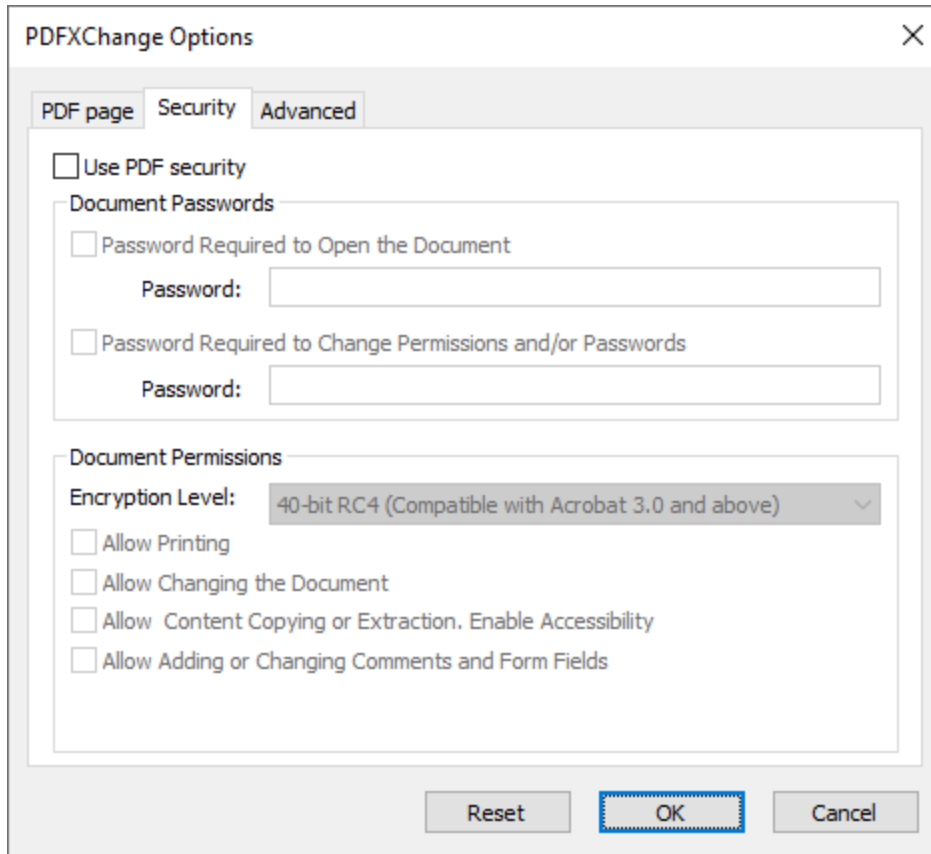 PDFXChange Options
PDF page Security Advanced
Use PDF security
Document Passwords
Password Required to Open the Document
Password:
Password Required to Change Permissions and/or Passwords
Password:
Document Permissions
Encryption Level: 40-bit RC4 (Compatible with Acrobat 3.0 and above)
Allow Printing
Allow Changing the Document
Allow  Content Copying or Extraction. Enable Accessibility
Allow Adding or Changing Comments and Form Fields
Reset OK Cancel